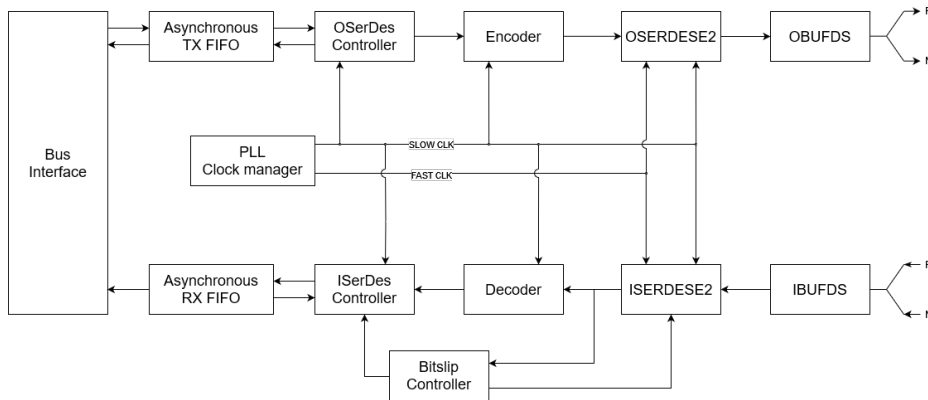 Asynchronous
TX FIFO
OSerDes
Controller
Encoder
OSERDESE2
OBUFDS
Bus
Interface
PLL
Clock manager
SLOW CLK
FAST CLK
Asynchronous
RX FIFO
ISerDes
Controller
Decoder
ISERDESE2
IBUFDS
Bitslip
Controller